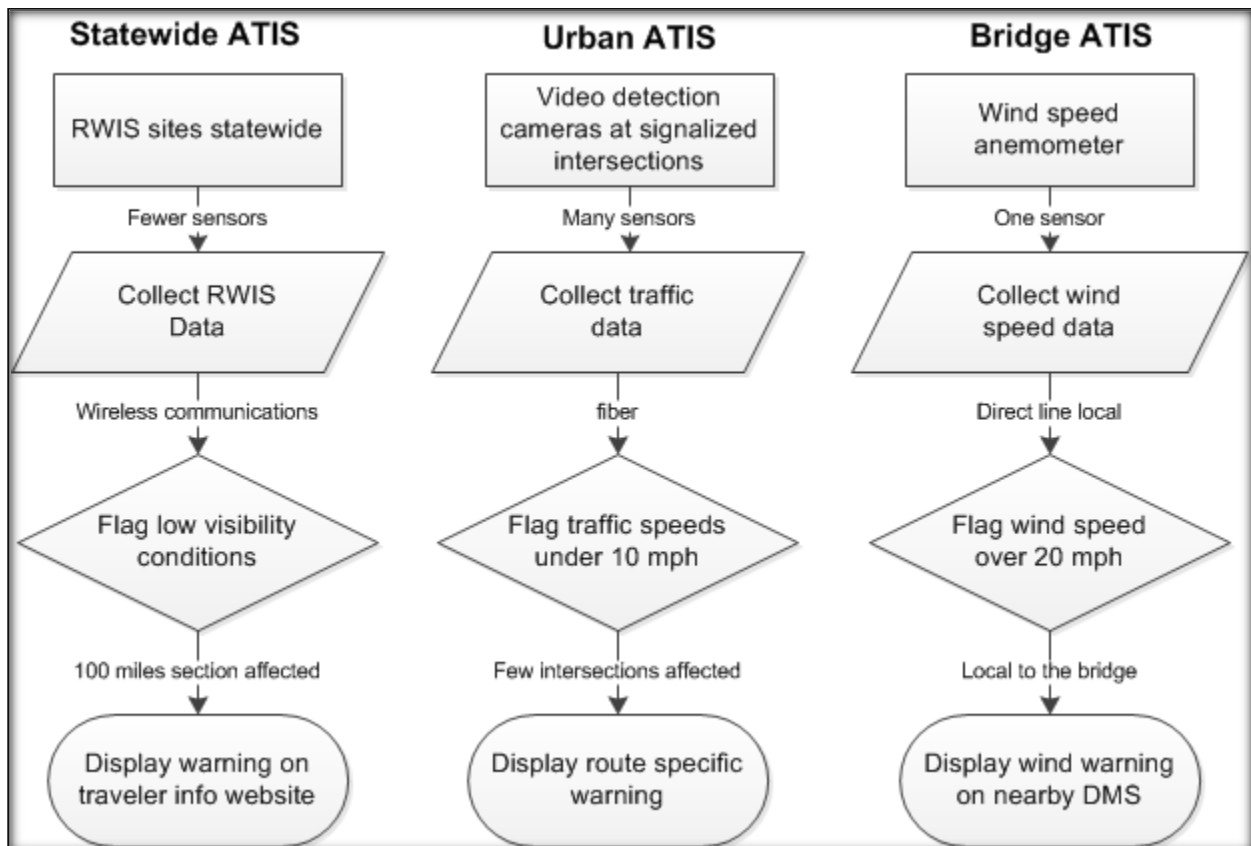 Statewide ATIS
RWIS sites statewide
Fewer sensors
Collect RWIS
Data
Wireless communications
Flag low visibility
conditions
100 miles section affected
Display warning on
traveler info website
Urban ATIS
Video detection
cameras at signalized
intersections
Many sensors
Collect traffic
data
fiber
Flag traffic speeds
under 10 mph
Few intersections affected
Display route specific
warning
Bridge ATIS
Wind speed
anemometer
One sensor
Collect wind
speed data
Direct line local
Flag wind speed
over 20 mph
Local to the bridge
Display wind warning
on nearby DMS